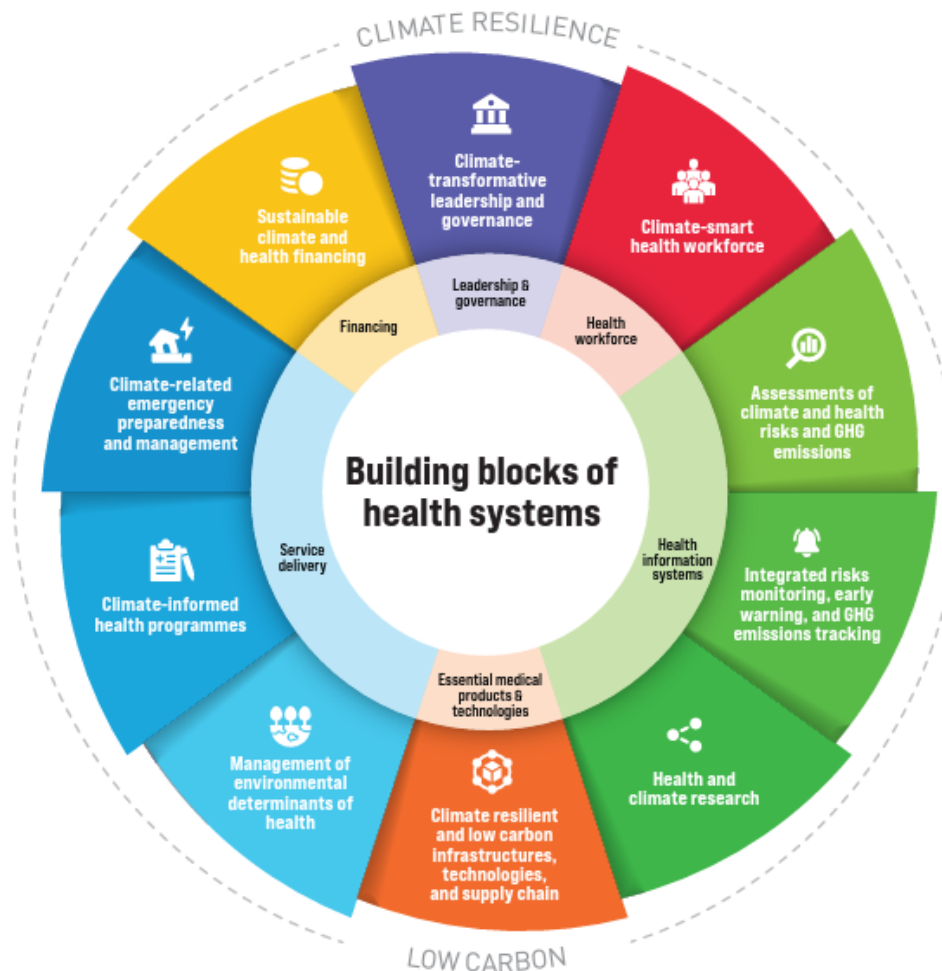 CLIMATE RESILIENCE
Climate-
transformative
leadership and
governance
Climate-smart
health workforce
Assessments of
climate and health
risks and GHG
emissions
Integrated risks
monitoring, early
warning, and GHG
emissions tracking
Health and
climate research
Climate resilient
and low carbon
infrastructures,
technologies,
and supply chain
Management of
environmental
determinants of
health
Climate-informed
health programmes
Climate-related
emergency
preparedness
and management
Sustainable
climate and
health financing
Leadership &
governance
Health
workforce
Health
information
systems
Essential medical
products &
technologies
Service
delivery
Financing
Building blocks of
health systems
LOW CARBON